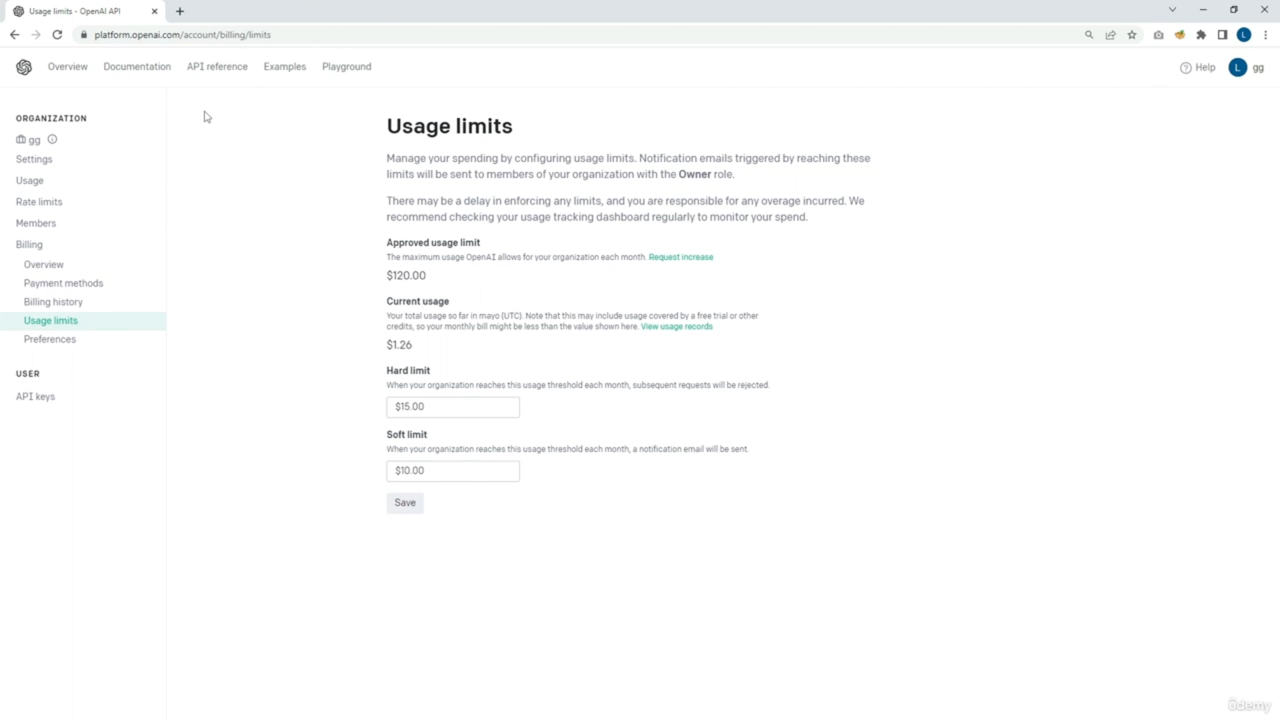 Usage limits - OpenAI API
platform.openai.com/account/billing/limits
L
Overview
Documentation
API reference
Examples
Playground
Help
L
gg
ORGANIZATION
gg
Settings
Usage
Rate limits
Members
Billing
Overview
Payment methods
Billing history
Usage limits
Preferences
USER
API keys
Usage limits
Manage your spending by configuring usage limits. Notification emails triggered by reaching these
limits will be sent to members of your organization with the Owner role.
There may be a delay in enforcing any limits, and you are responsible for any overage incurred. We
recommend checking your usage tracking dashboard regularly to monitor your spend.
Approved usage limit
The maximum usage OpenAI allows for your organization each month. Request increase
$120.00
Current usage
Your total usage so far in mayo (UTC). Note that this may include usage covered by a free trial or other
credits, so your monthly bill might be less than the value shown here. View usage records
$1.26
Hard limit
When your organization reaches this usage threshold each month, subsequent requests will be rejected.
$15.00
Soft limit
When your organization reaches this usage threshold each month, a notification email will be sent.
$10.00
Save
ûdemy